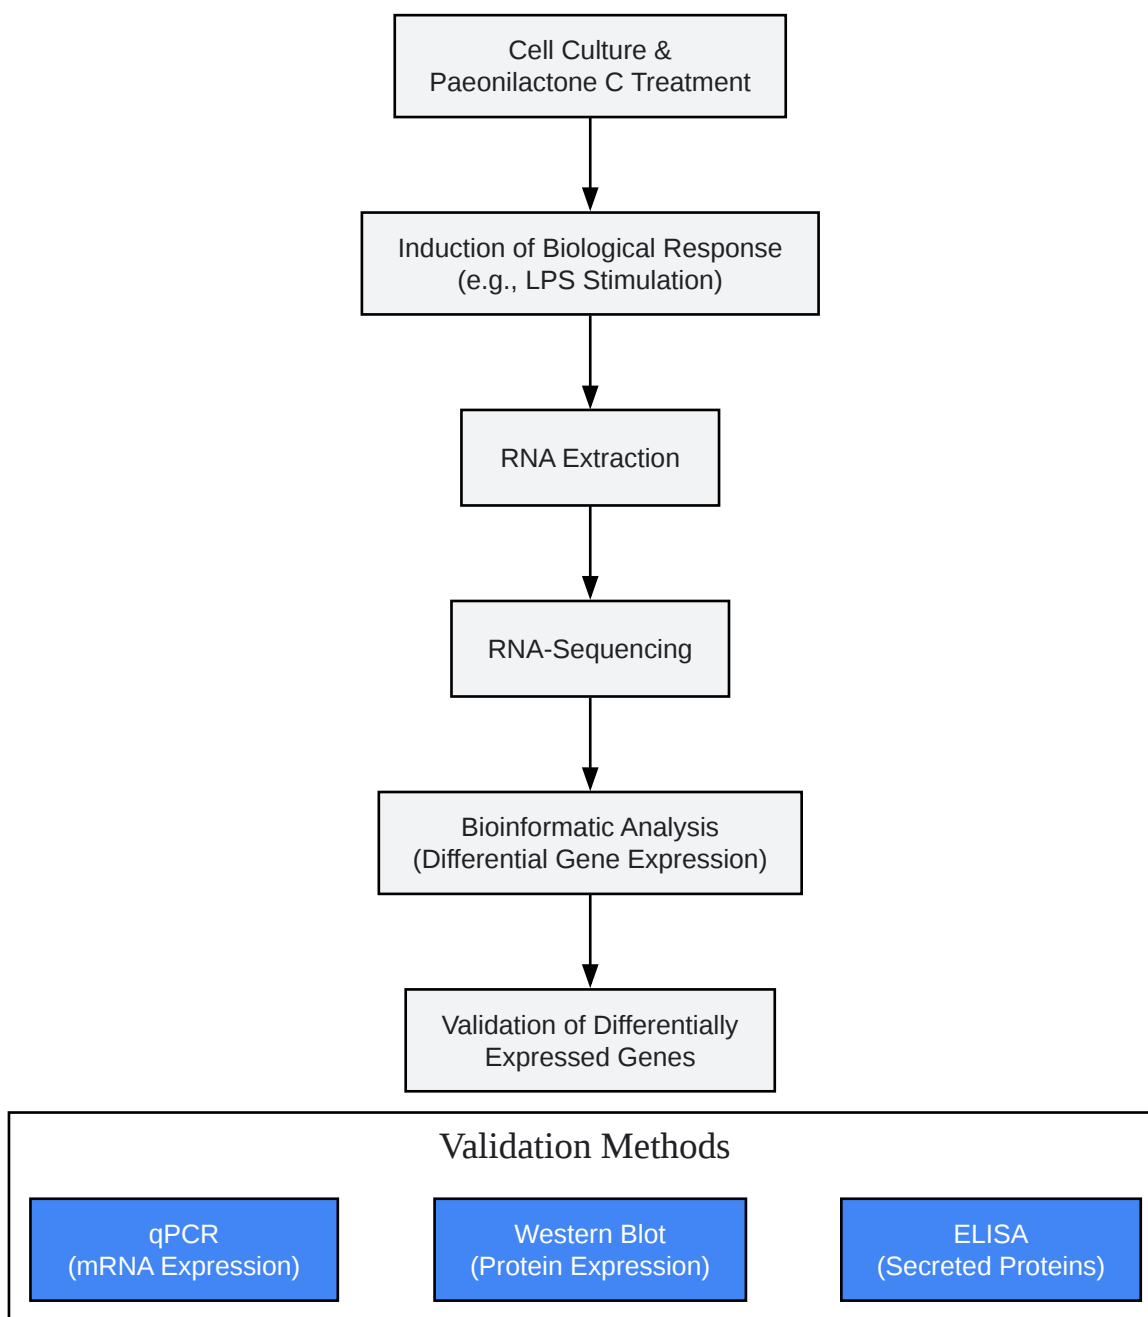 Cell Culture &
Paeonilactone C Treatment
Induction of Biological Response
(e.g., LPS Stimulation)
RNA Extraction
RNA-Sequencing
Bioinformatic Analysis
(Differential Gene Expression)
Validation of Differentially
Expressed Genes
Validation Methods
qPCR
(mRNA Expression)
Western Blot
(Protein Expression)
ELISA
(Secreted Proteins)